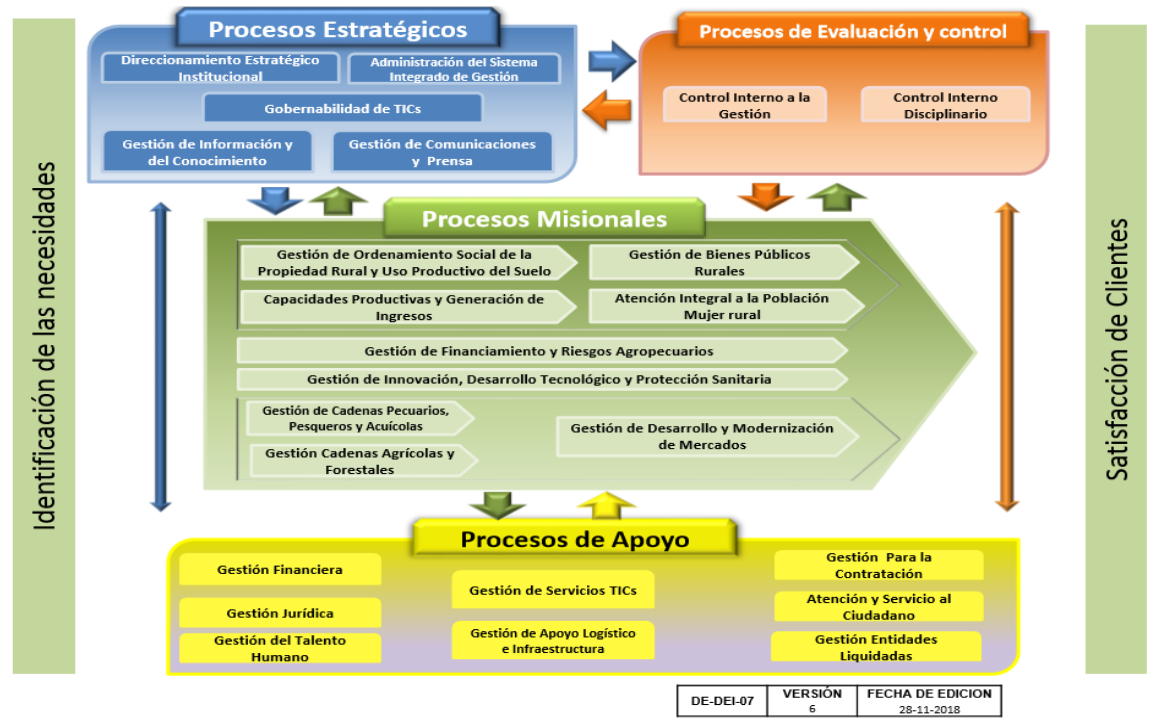 Identificación de las necesidades
Procesos Estratégicos
Direccionamiento Estratégico
Institucional
Administración del Sistema
Integrado de Gestión
Gobernabilidad de TICs
Gestión de Información y
del Conocimiento
Gestión de Comunicaciones
y Prensa
Procesos de Evaluación y control
Control Interno a la
Gestión
Control Interno
Disciplinario
Procesos Misionales
Gestión de Ordenamiento Social de la
Propiedad Rural y Uso Productivo del Suelo
Gestión de Bienes Públicos
Rurales
Capacidades Productivas y Generación de
Ingresos
Atención Integral a la Población
Mujer rural
Gestión de Financiamiento y Riesgos Agropecuarios
Gestión de Innovación, Desarrollo Tecnológico y Protección Sanitaria
Gestión de Cadenas Pecuarios,
Pesqueros y Acuícolas
Gestión Cadenas Agrícolas y
Forestales
Gestión de Desarrollo y Modernización
de Mercados
Procesos de Apoyo
Gestión Financiera
Gestión Jurídica
Gestión del Talento
Humano
Gestión de Servicios TICs
Gestión de Apoyo Logístico
e Infraestructura
Gestión Para la
Contratación
Atención y Servicio al
Ciudadano
Gestión Entidades
Liquidadas
Satisfacción de Clientes
DE-DEI-07
VERSIÓN
6
FECHA DE EDICION
28-11-2018